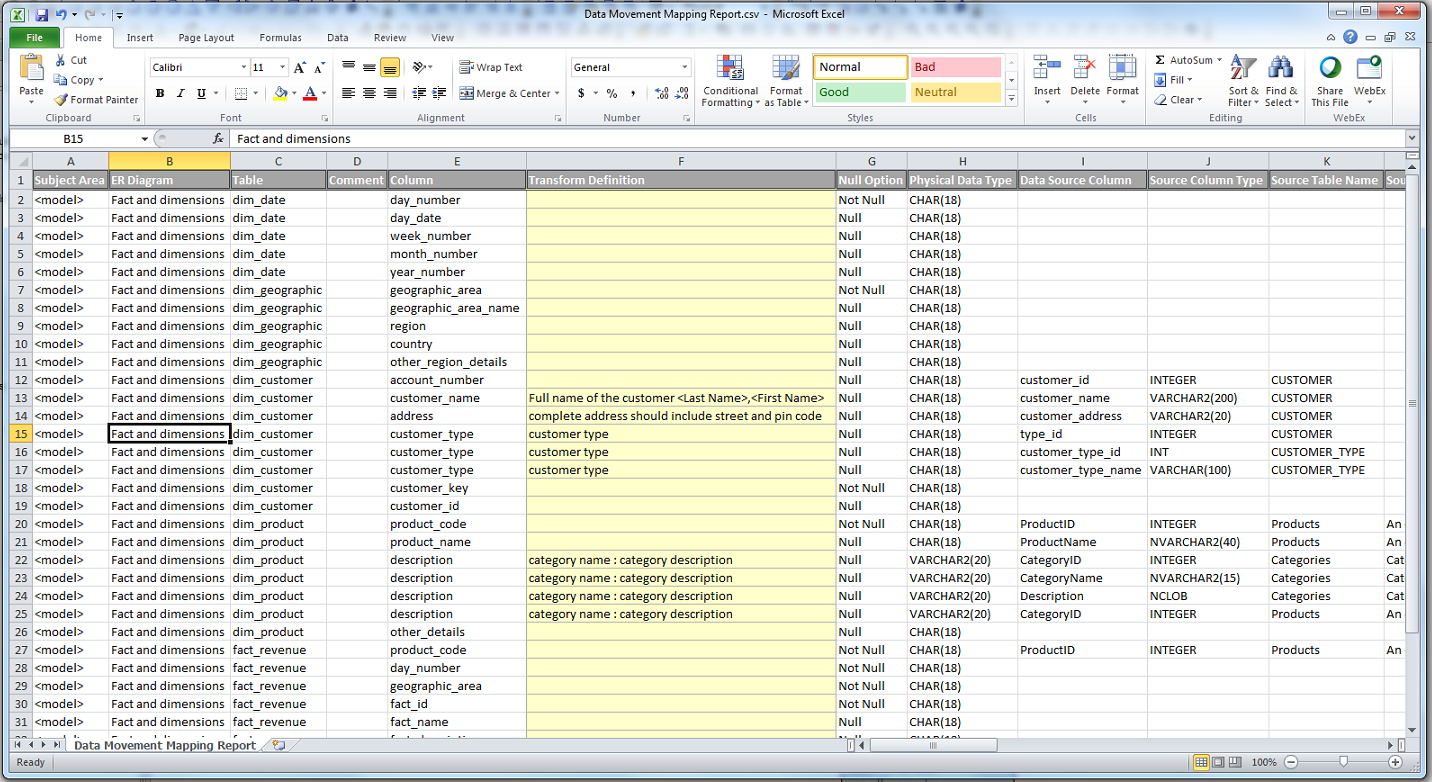 Data Movement Mapping Report.csv - Microsoft Excel
File Home Insert Page Layout Formulas Data Review View
Paste Cut Calibri 11 Wrap Text General Conditional Formatting Format as Table Normal Bad Insert Delete Format AutoSum Sort & Filter Find & Select Share This File WebEx
Copy Merge & Center Good Neutral Fill
Format Painter Clear
Clipboard Font Alignment Number Styles Cells Editing WebEx
B15 fx Fact and dimensions
A B C D E F G H I J K
1 Subject Area ER Diagram Table Comment Column Transform Definition Null Option Physical Data Type Data Source Column Source Column Type Source Table Name Sou
2 <model> Fact and dimensions dim_date day_number Not Null CHAR(18)
3 <model> Fact and dimensions dim_date day_date Null CHAR(18)
4 <model> Fact and dimensions dim_date week_number Null CHAR(18)
5 <model> Fact and dimensions dim_date month_number Null CHAR(18)
6 <model> Fact and dimensions dim_date year_number Null CHAR(18)
7 <model> Fact and dimensions dim_geographic geographic_area Not Null CHAR(18)
8 <model> Fact and dimensions dim_geographic geographic_area_name Null CHAR(18)
9 <model> Fact and dimensions dim_geographic region Null CHAR(18)
10 <model> Fact and dimensions dim_geographic country Null CHAR(18)
11 <model> Fact and dimensions dim_geographic other_region_details Null CHAR(18)
12 <model> Fact and dimensions dim_customer account_number Null CHAR(18) customer_id INTEGER CUSTOMER
13 <model> Fact and dimensions dim_customer customer_name Full name of the customer <Last Name>,<First Name> Null CHAR(18) customer_name VARCHAR2(200) CUSTOMER
14 <model> Fact and dimensions dim_customer address complete address should include street and pin code Null CHAR(18) customer_address VARCHAR2(20) CUSTOMER
15 <model> Fact and dimensions dim_customer customer_type customer type Null CHAR(18) type_id INTEGER CUSTOMER
16 <model> Fact and dimensions dim_customer customer_type customer type Null CHAR(18) customer_type_id INT CUSTOMER_TYPE
17 <model> Fact and dimensions dim_customer customer_type customer type Null CHAR(18) customer_type_name VARCHAR(100) CUSTOMER_TYPE
18 <model> Fact and dimensions dim_customer customer_key Not Null CHAR(18)
19 <model> Fact and dimensions dim_customer customer_id Null CHAR(18)
20 <model> Fact and dimensions dim_product product_code Not Null CHAR(18) ProductID INTEGER Products An
21 <model> Fact and dimensions dim_product product_name Null CHAR(18) ProductName NVARCHAR2(40) Products An
22 <model> Fact and dimensions dim_product description category name : category description Null VARCHAR2(20) CategoryID INTEGER Categories Cat
23 <model> Fact and dimensions dim_product description category name : category description Null VARCHAR2(20) CategoryName NVARCHAR2(15) Categories Cat
24 <model> Fact and dimensions dim_product description category name : category description Null VARCHAR2(20) Description NCLOB Categories Cat
25 <model> Fact and dimensions dim_product description category name : category description Null VARCHAR2(20) CategoryID INTEGER Products An
26 <model> Fact and dimensions dim_product other_details Null CHAR(18)
27 <model> Fact and dimensions fact_revenue product_code Not Null CHAR(18) ProductID INTEGER Products An
28 <model> Fact and dimensions fact_revenue day_number Not Null CHAR(18)
29 <model> Fact and dimensions fact_revenue geographic_area Not Null CHAR(18)
30 <model> Fact and dimensions fact_revenue fact_id Not Null CHAR(18)
31 <model> Fact and dimensions fact_revenue fact_name Null CHAR(18)
Data Movement Mapping Report
Ready 100%